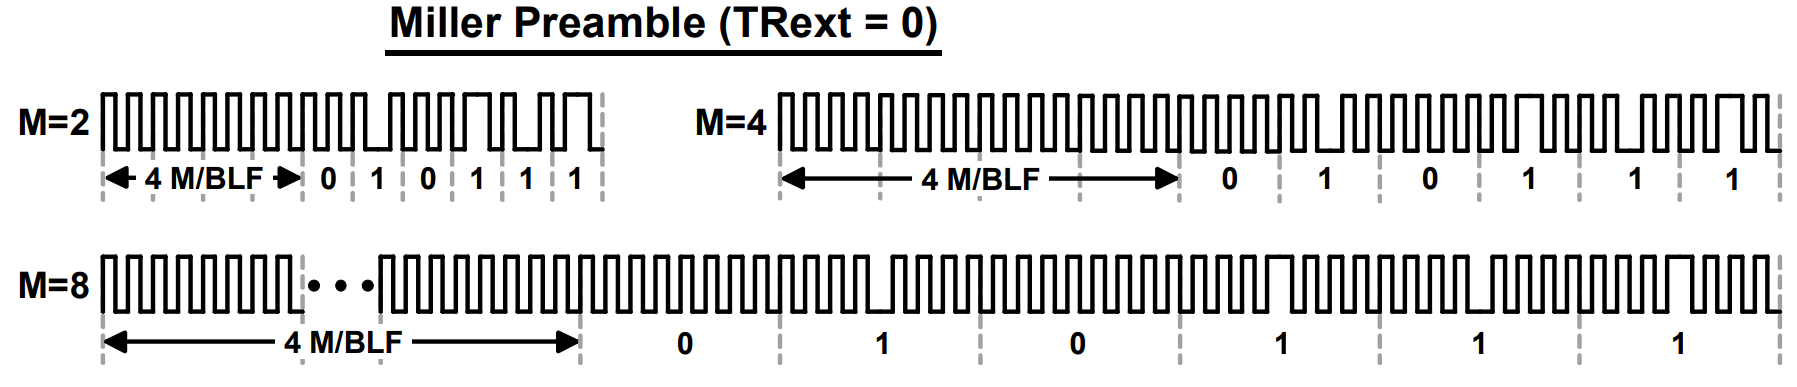 Miller Preamble (TRext = 0)
M=2
4 M/BLF 0 1 0 1 1 1
M=4
4 M/BLF 0 1 0 1 1 1
M=8
4 M/BLF 0 1 0 1 1 1